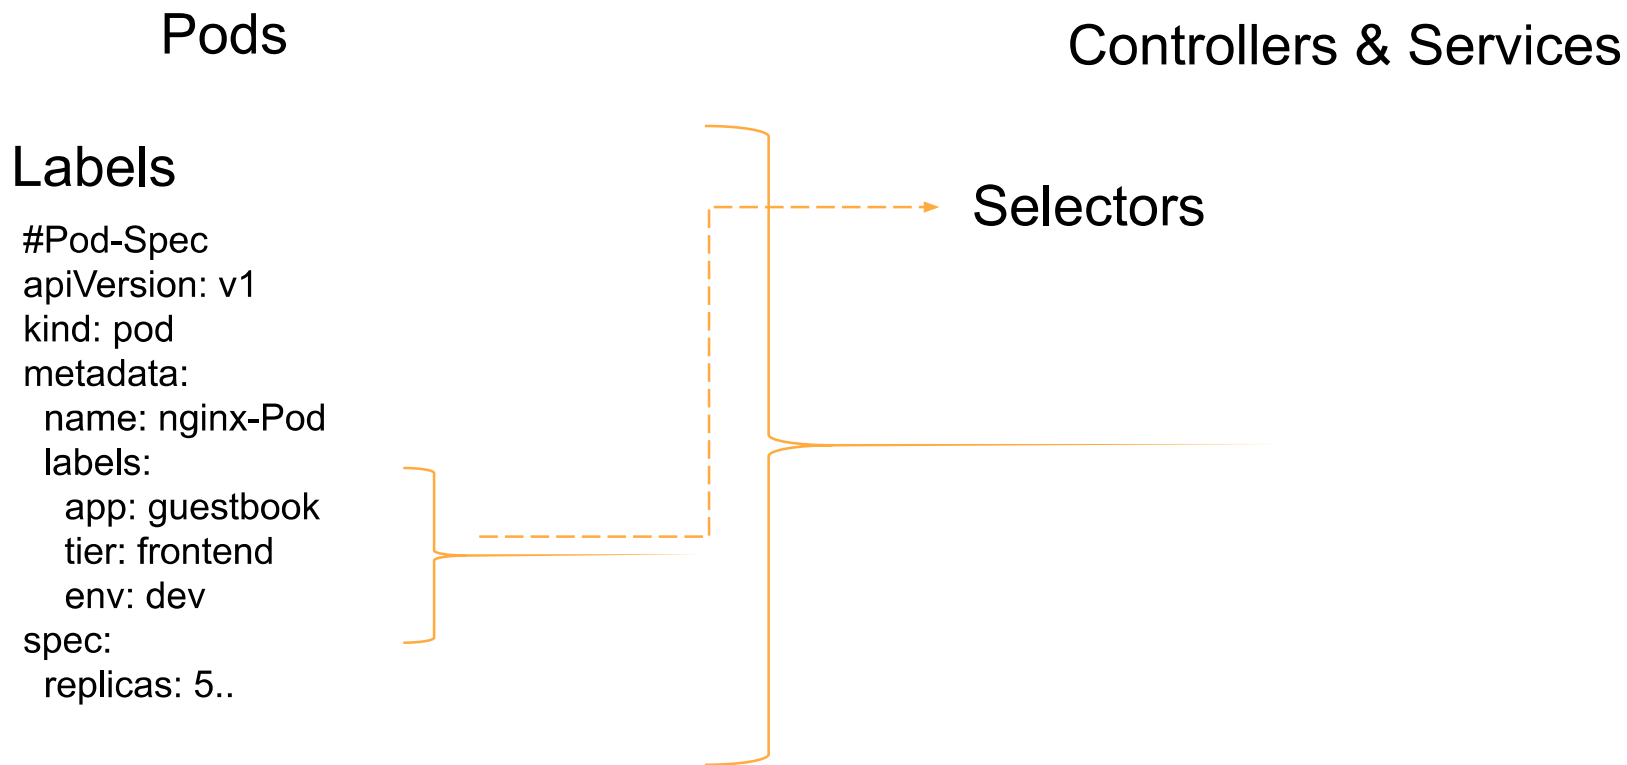 Pods
Controllers & Services
Labels
Selectors
#Pod-Spec
apiVersion: v1
kind: pod
metadata:
  name: nginx-Pod
  labels:
    app: guestbook
    tier: frontend
    env: dev
spec:
  replicas: 5..